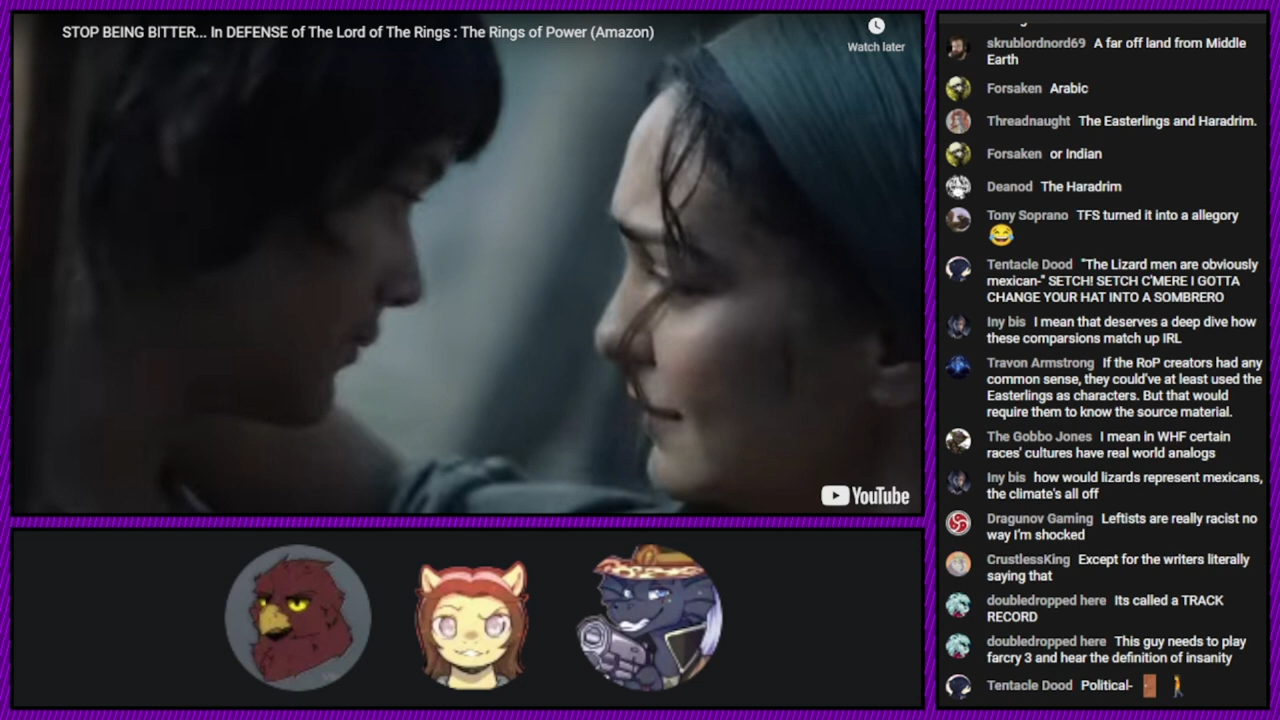 STOP BEING BITTER... In DEFENSE of The Lord of The Rings : The Rings of Power (Amazon)
Watch later
YouTube
skrublordnord69 A far off land from Middle
Earth
Forsaken Arabic
Threadnaught The Easterlings and Haradrim.
Forsaken or Indian
Deanod The Haradrim
Tony Soprano TFS turned it into a allegory
😂
Tentacle Dood "The Lizard men are obviously
mexican-" SETCH! SETCH C'MERE I GOTTA
CHANGE YOUR HAT INTO A SOMBRERO
Iny bis I mean that deserves a deep dive how
these comparsions match up IRL
Travon Armstrong If the RoP creators had any
common sense, they could've at least used the
Easterlings as characters. But that would
require them to know the source material.
The Gobbo Jones I mean in WHF certain
races' cultures have real world analogs
Iny bis how would lizards represent mexicans,
the climate's all off
Dragunov Gaming Leftists are really racist no
way I'm shocked
CrustlessKing Except for the writers literally
saying that
doubledropped here Its called a TRACK
RECORD
doubledropped here This guy needs to play
farcry 3 and hear the definition of insanity
Tentacle Dood Political- 🚪 🚶